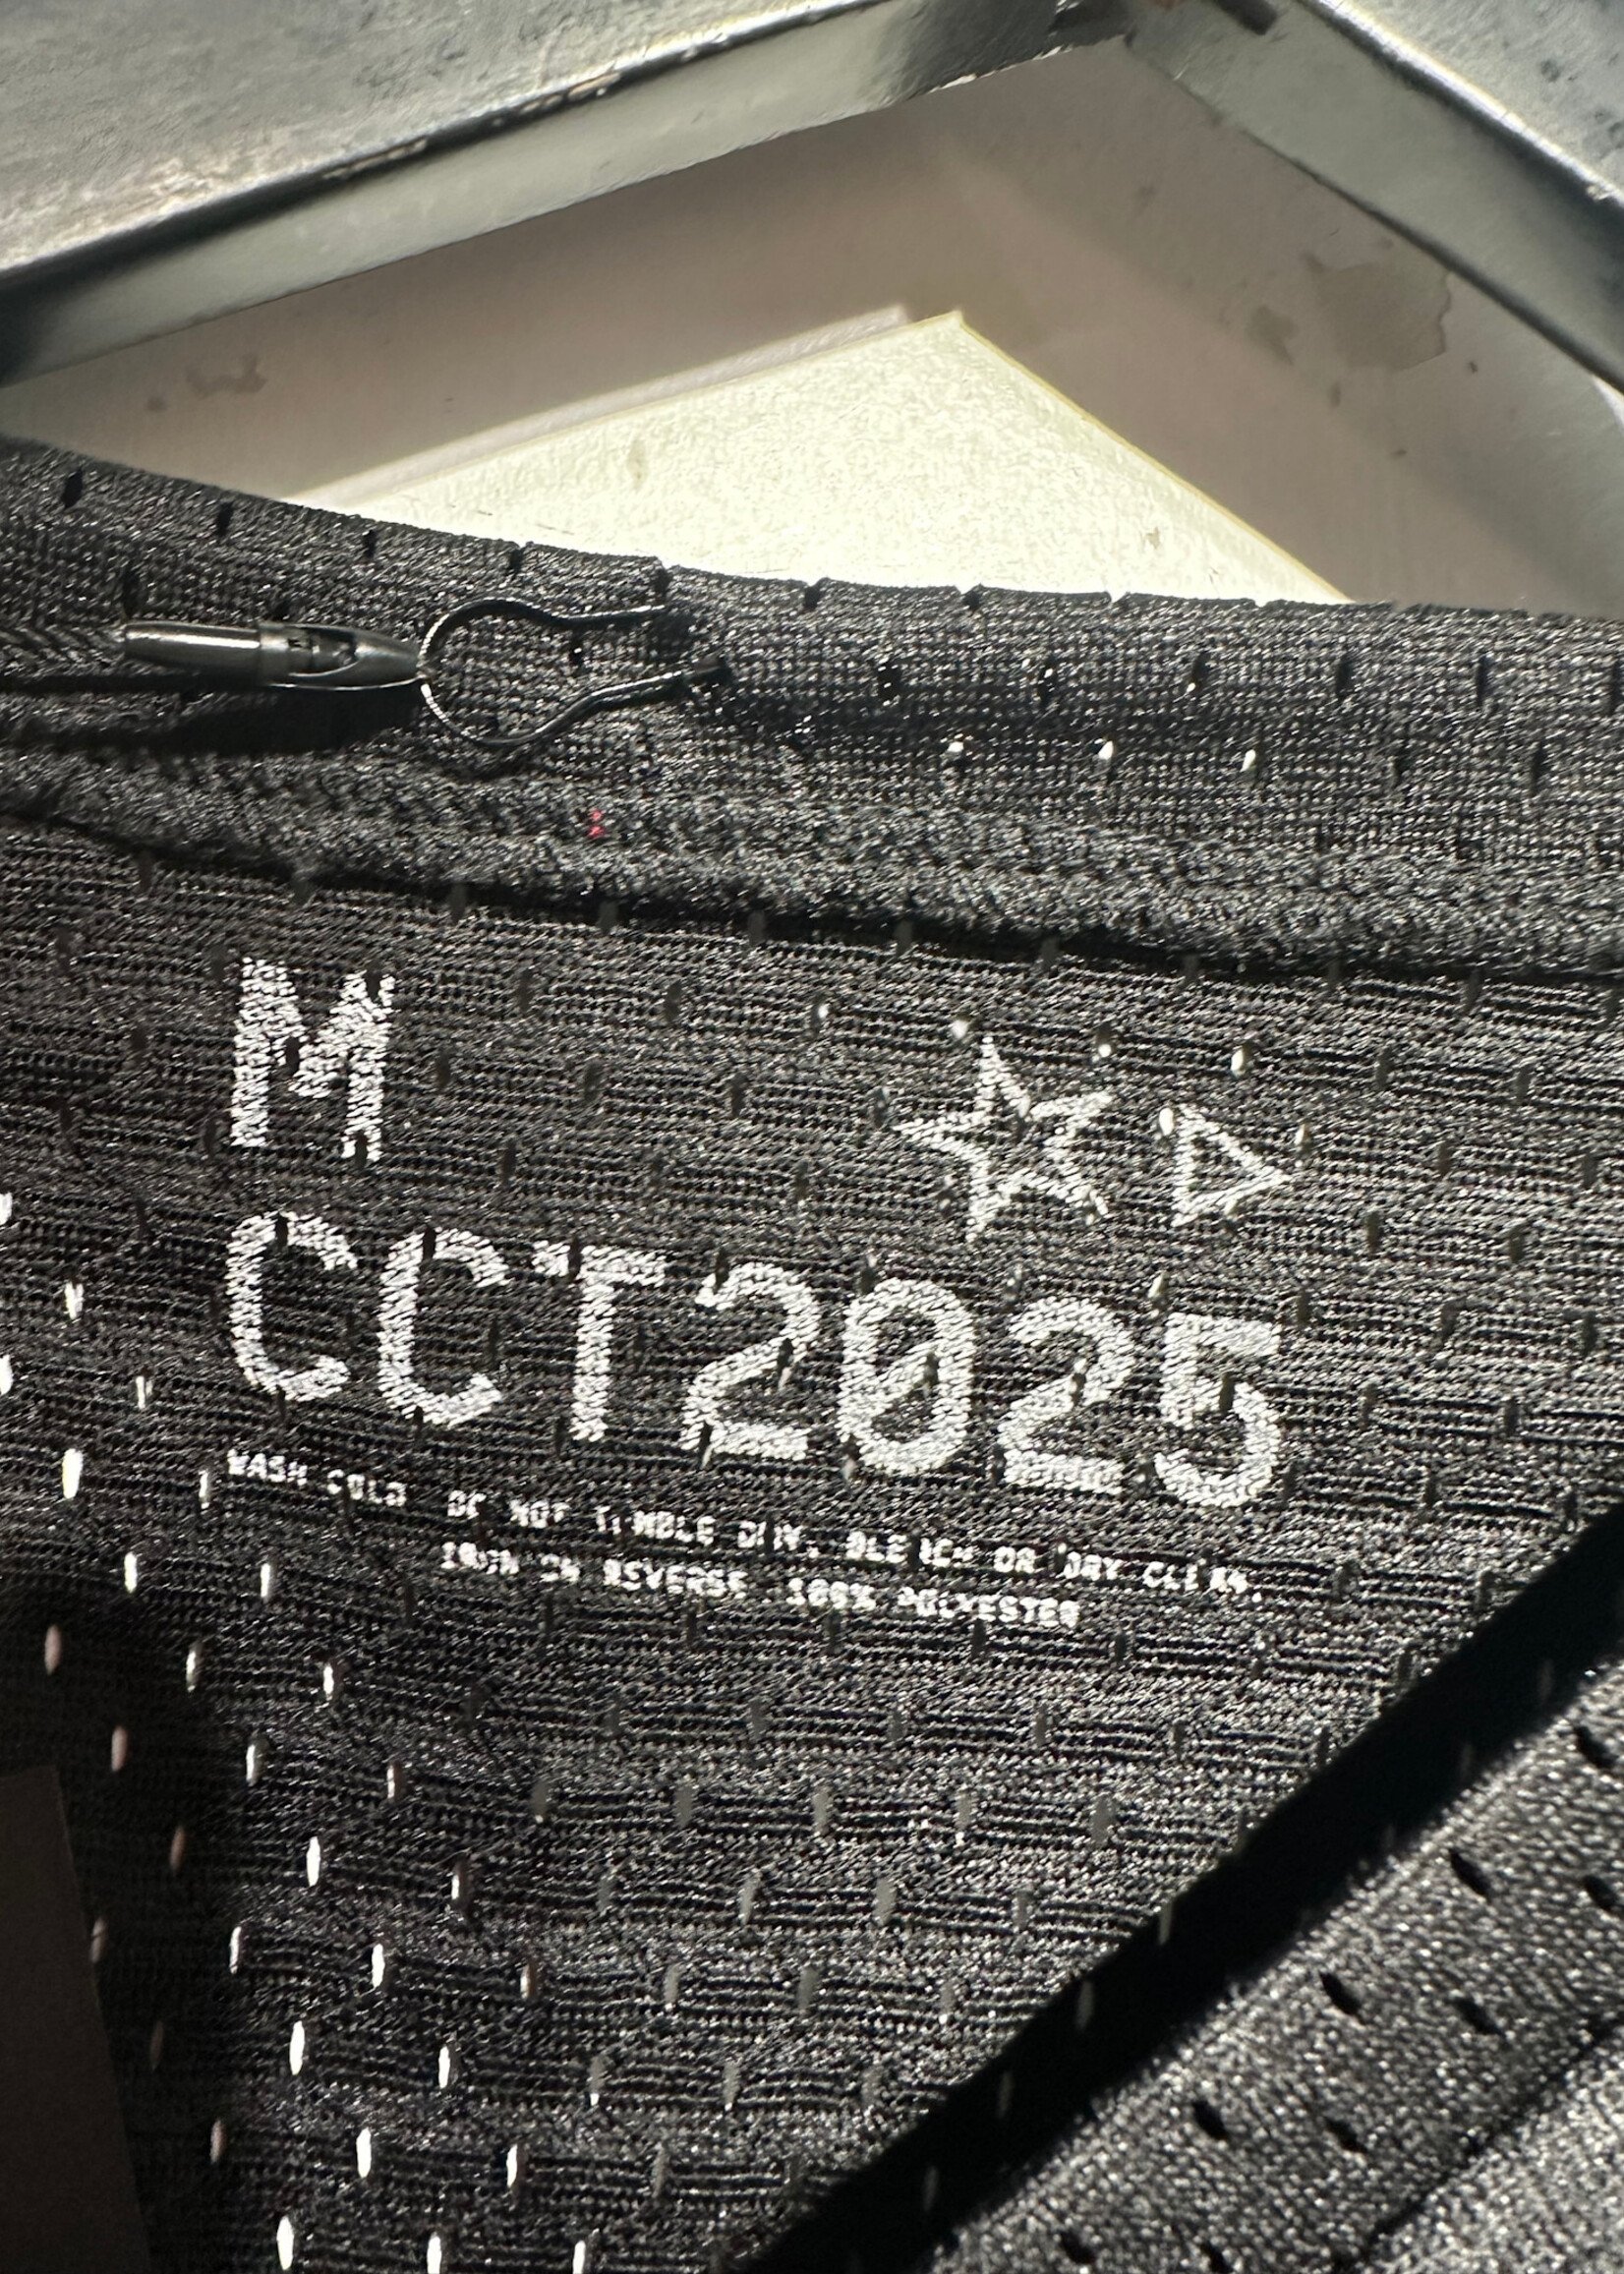 M
CCT2025
WASH COLD. DO NOT TUMBLE DRY, BLEACH OR DRY CLEAN.
IRON IN REVERSE. 100% POLYESTER